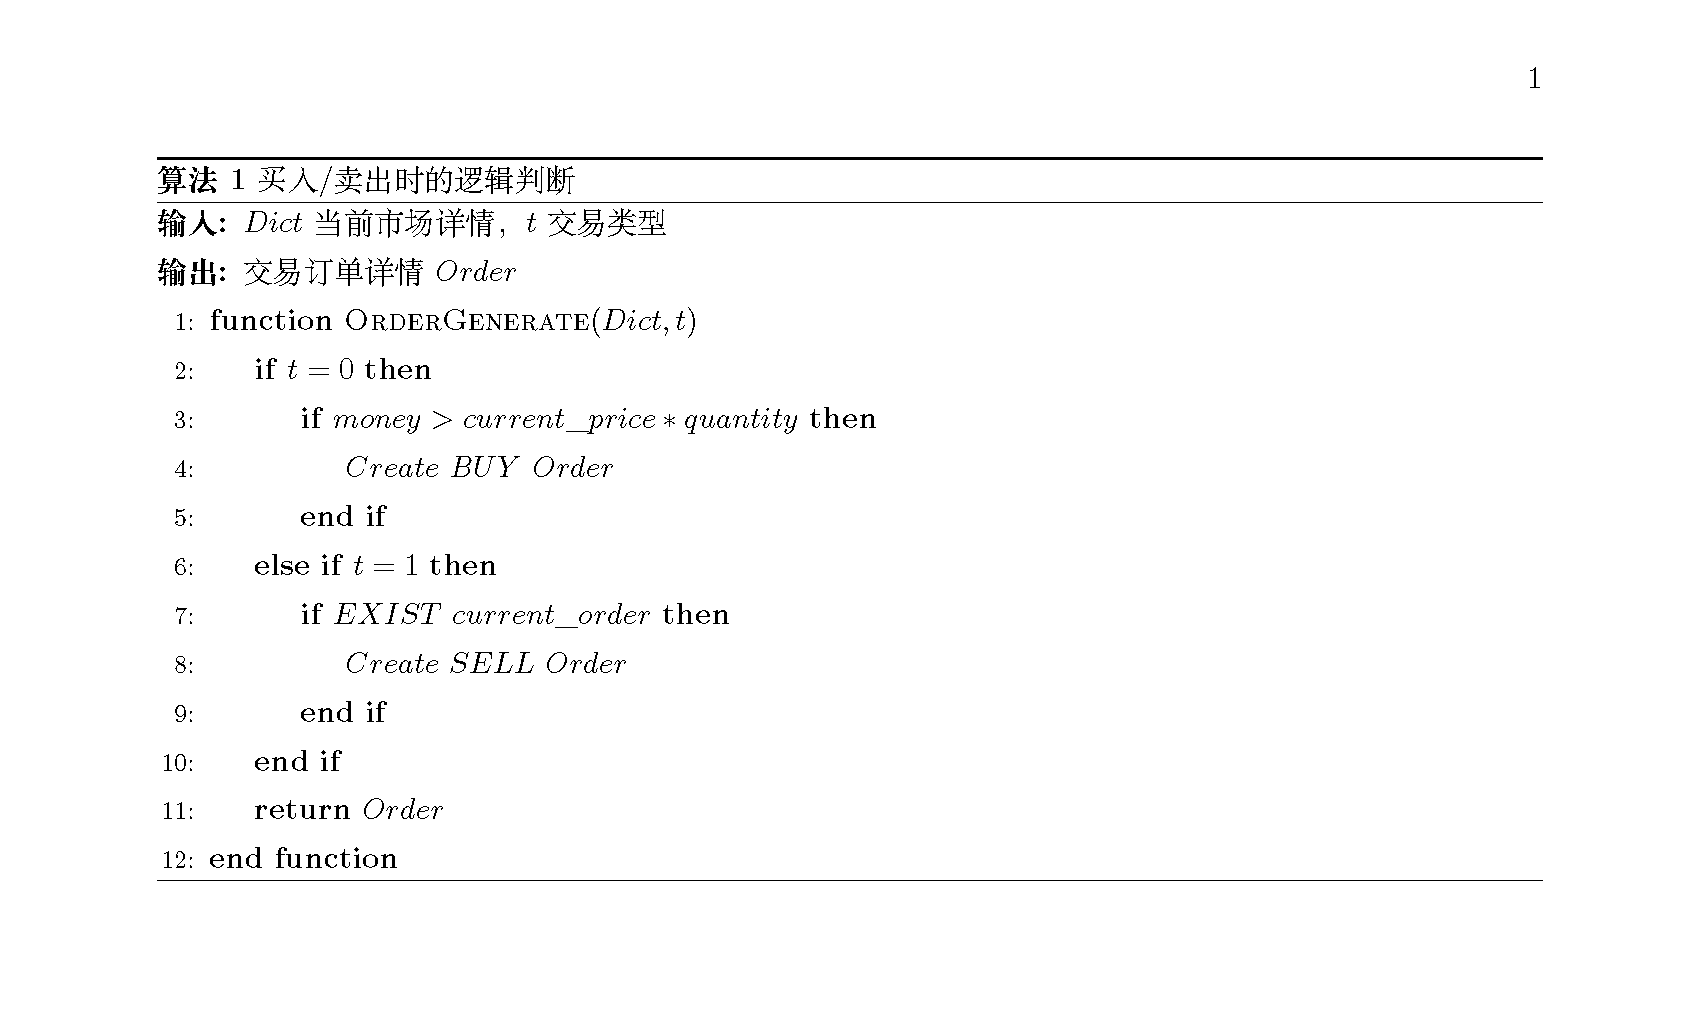 1
算法 1 买入/卖出时的逻辑判断
输入: Dict 当前市场详情, t 交易类型
输出: 交易订单详情 Order
1: function ORDERGENERATE(Dict, t)
2: if t = 0 then
3: if money > current_price * quantity then
4: Create BUY Order
5: end if
6: else if t = 1 then
7: if EXIST current_order then
8: Create SELL Order
9: end if
10: end if
11: return Order
12: end function